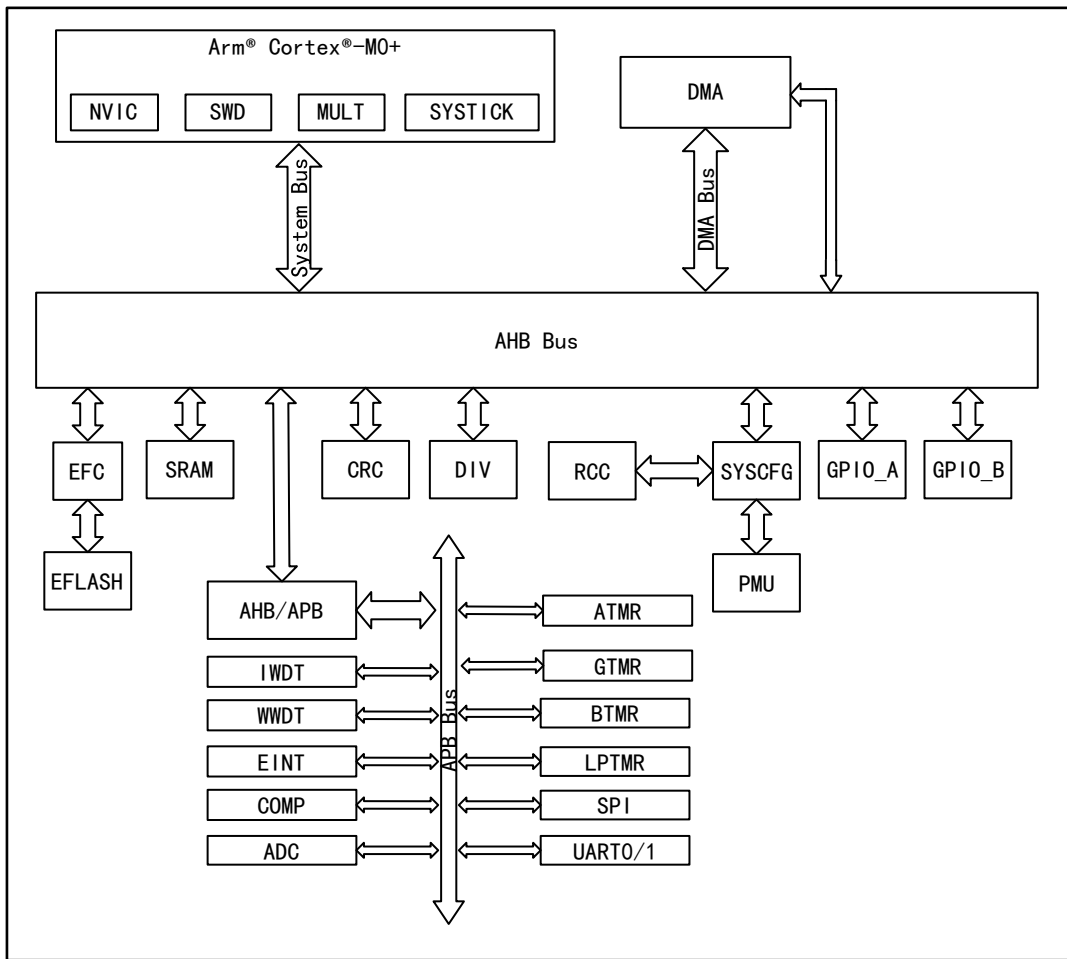 Arm® Cortex®-M0+
NVIC
SWD
MULT
SYSTICK
DMA
System Bus
DMA Bus
AHB Bus
EFC
SRAM
CRC
DIV
RCC
SYSCFG
GPIO_A
GPIO_B
EFLASH
PMU
AHB/APB
APB Bus
ATMR
IWDT
GTMR
WWDT
BTMR
EINT
LPTMR
COMP
SPI
ADC
UART0/1